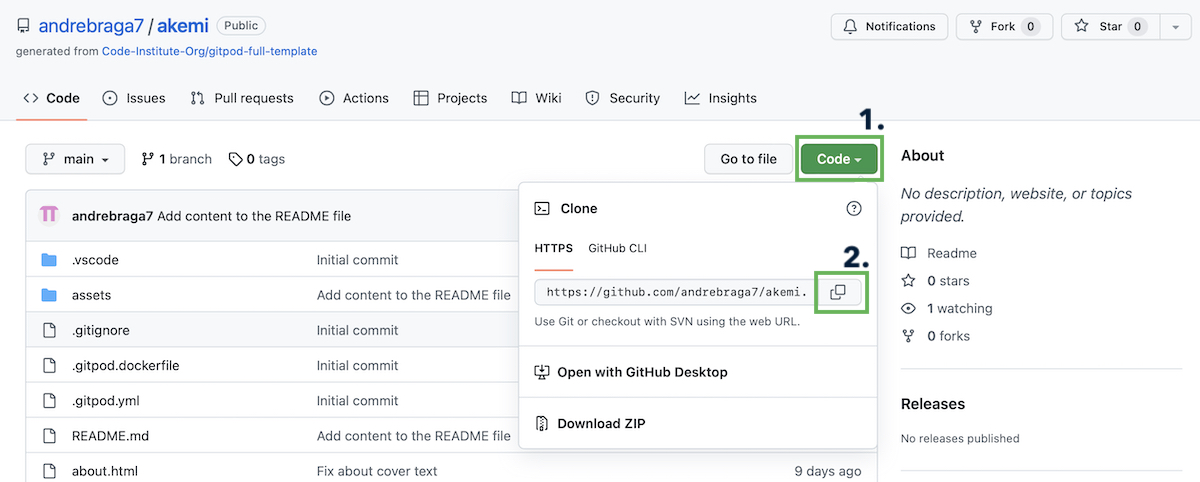 andrebraga7 / akemi Public
Notifications Fork 0 Star 0
generated from Code-Institute-Org/gitpod-full-template
Code Issues Pull requests Actions Projects Wiki Security Insights
1.
main 1 branch 0 tags Go to file Code
About
andrebraga7 Add content to the README file
No description, website, or topics
provided.
Clone
HTTPS GitHub CLI
2.
https://github.com/andrebraga7/akemi.
Use Git or checkout with SVN using the web URL.
Open with GitHub Desktop
Download ZIP
.vscode Initial commit
assets Add content to the README file
.gitignore Initial commit
.gitpod.dockerfile Initial commit
.gitpod.yml Initial commit
README.md Add content to the README file
about.html Fix about cover text 9 days ago
Readme
0 stars
1 watching
0 forks
Releases
No releases published